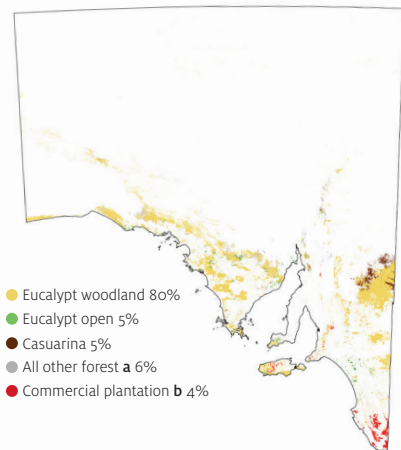 Eucalypt woodland 80%
Eucalypt open 5%
Casuarina 5%
All other forest a 6%
Commercial plantation b 4%